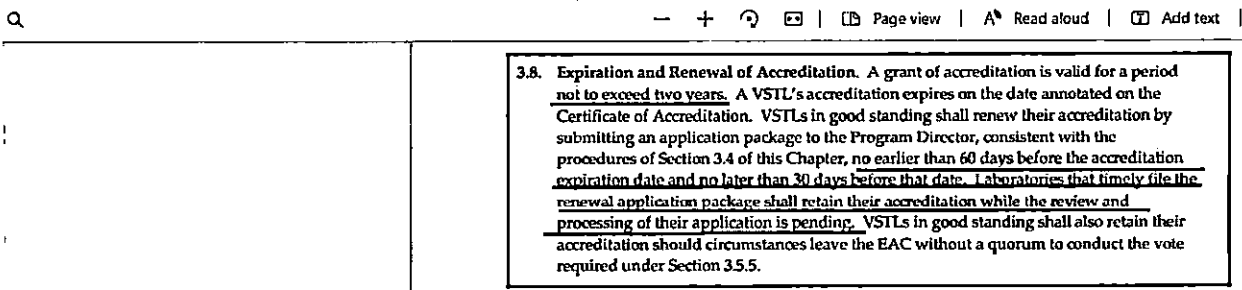 Page view | A Read aloud | Add text
3.8. Expiration and Renewal of Accreditation. A grant of accreditation is valid for a period
not to exceed two years. A VSTL's accreditation expires on the date annotated on the
Certificate of Accreditation. VSTLs in good standing shall renew their accreditation by
submitting an application package to the Program Director, consistent with the
procedures of Section 3.4 of this Chapter, no earlier than 60 days before the accreditation
expiration date and no later than 30 days before that date. Laboratories that timely file the
renewal application package shall retain their accreditation while the review and
processing of their application is pending. VSTLs in good standing shall also retain their
accreditation should circumstances leave the EAC without a quorum to conduct the vote
required under Section 3.5.5.